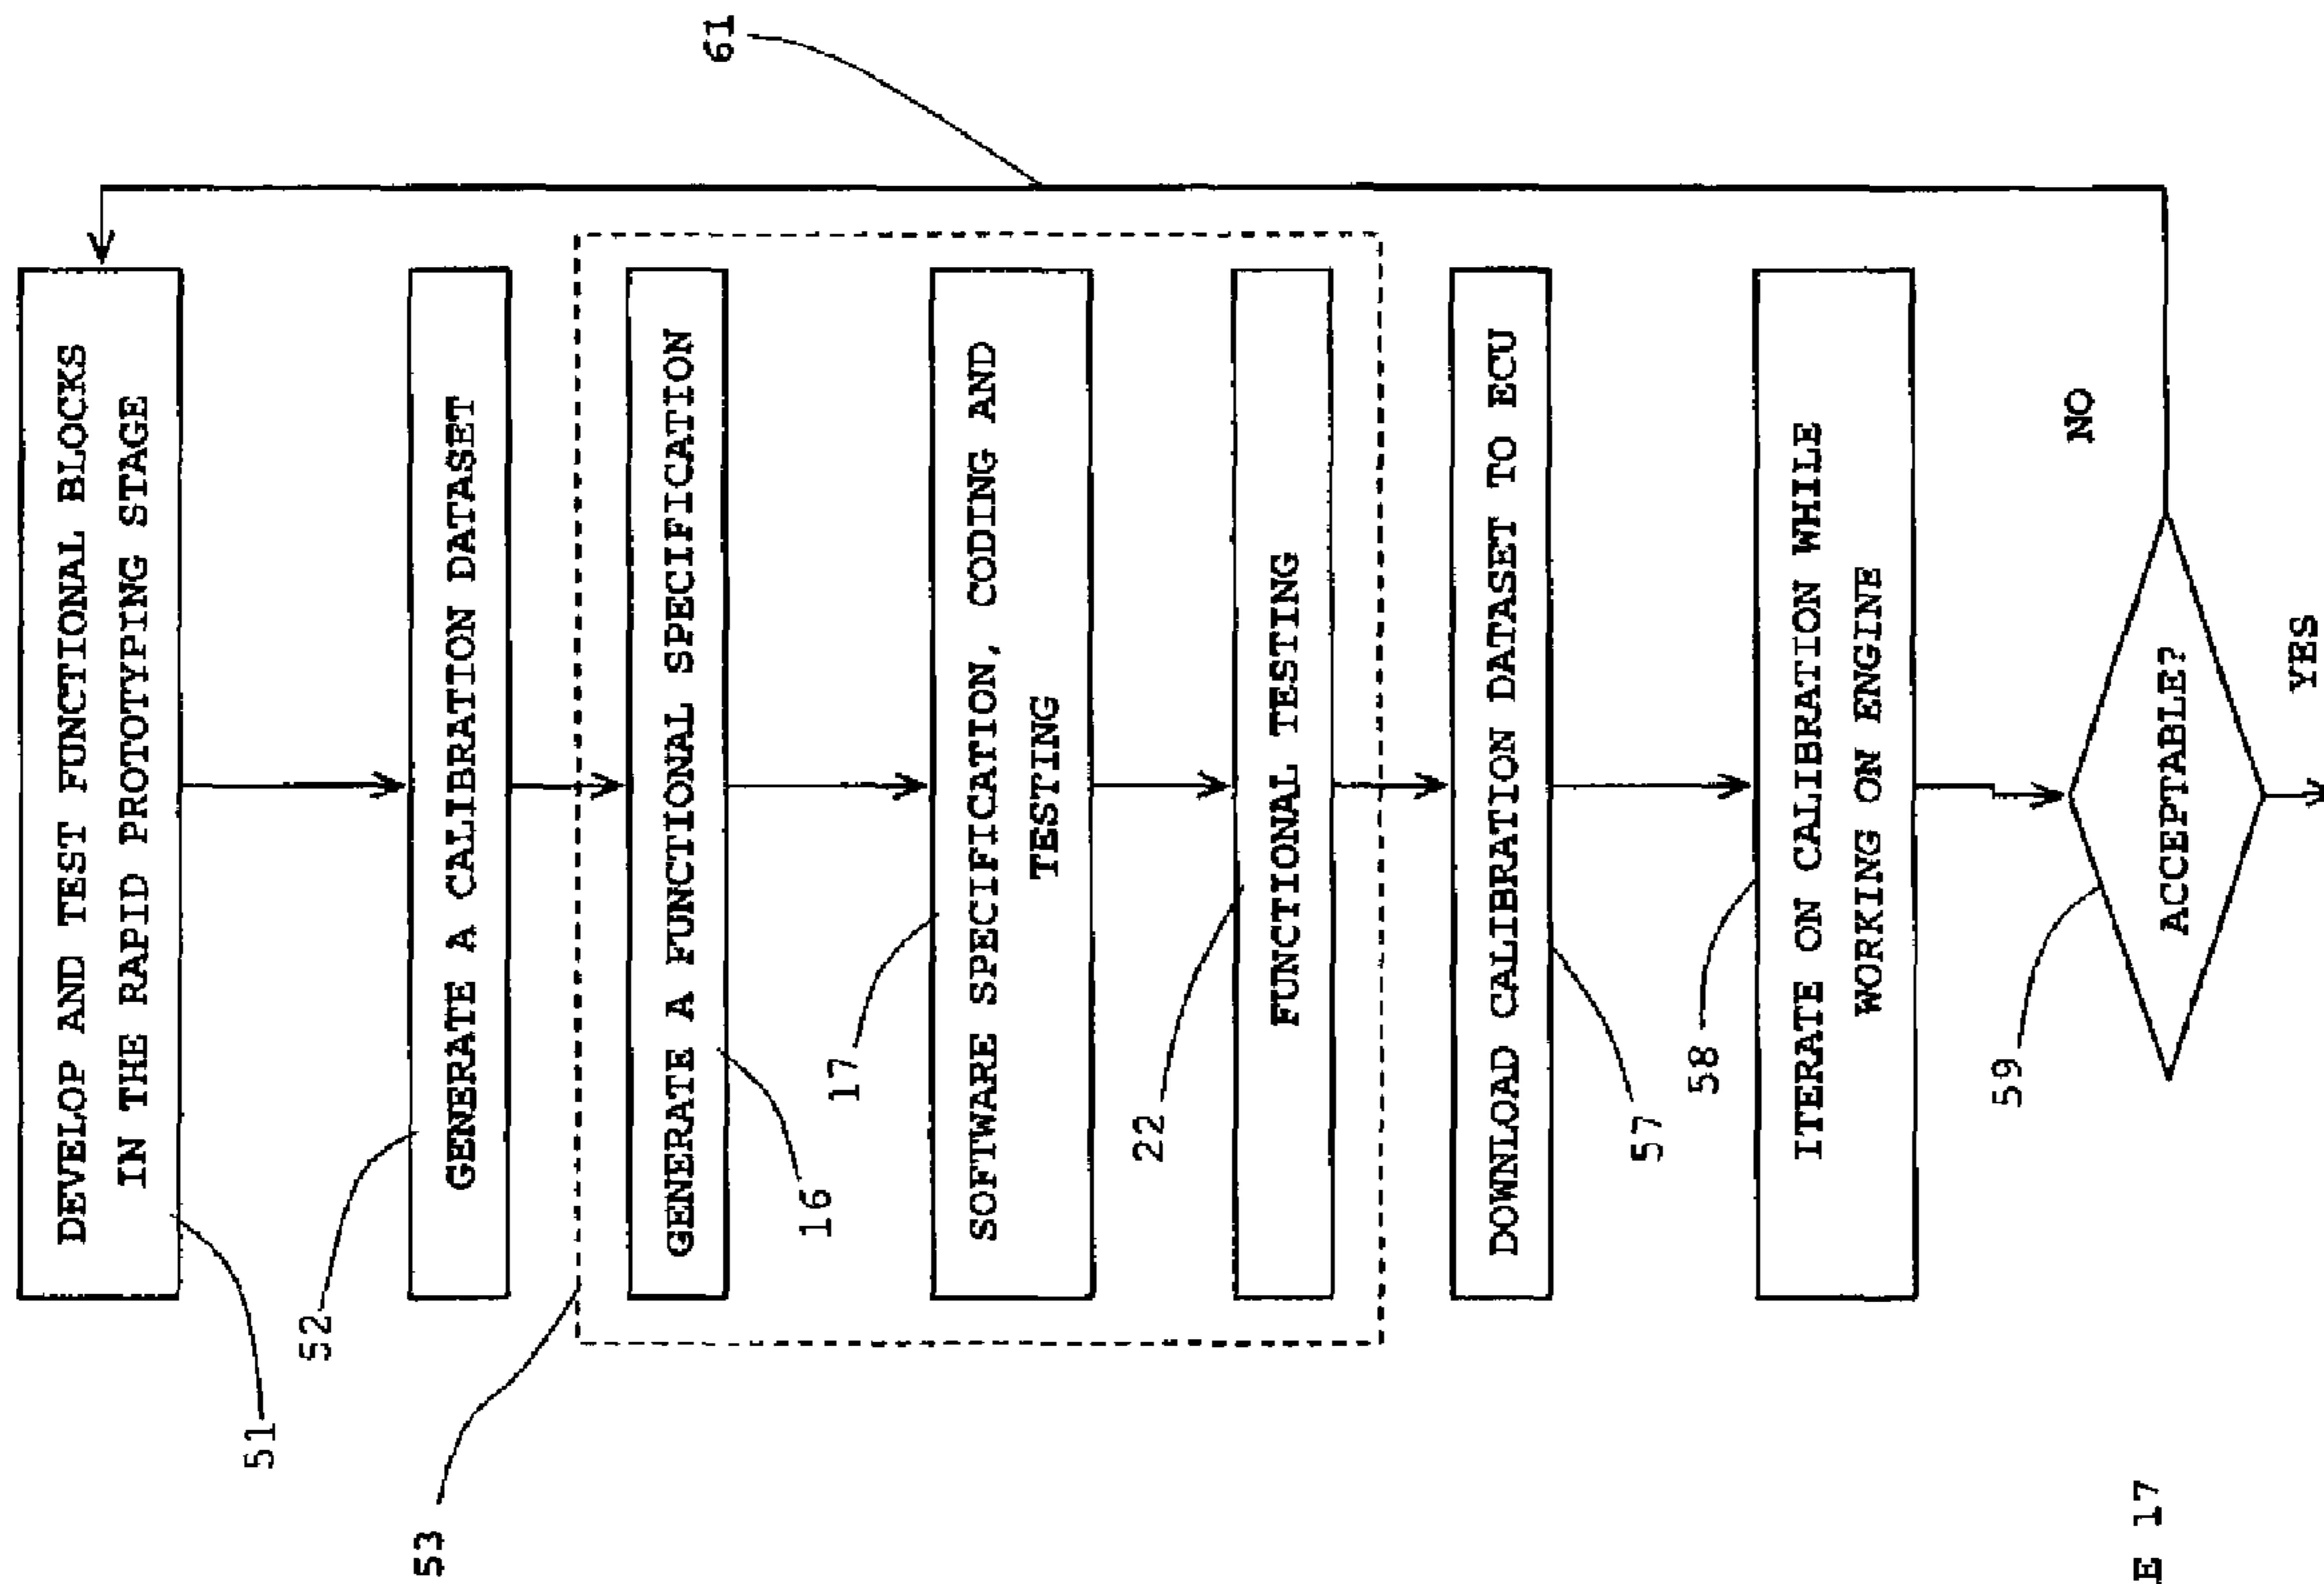 61
DEVELOP AND TEST FUNCTIONAL BLOCKS
IN THE RAPID PROTOTYPING STAGE
51
52
GENERATE A CALIBRATION DATASET
53
GENERATE A FUNCTIONAL SPECIFICATION
16
17
SOFTWARE SPECIFICATION, CODING AND
TESTING
22
FUNCTIONAL TESTING
DOWNLOAD CALIBRATION DATASET TO ECU
57
58
ITERATE ON CALIBRATION WHILE
WORKING ON ENGINE
59
ACCEPTABLE?
NO
YES
E 17